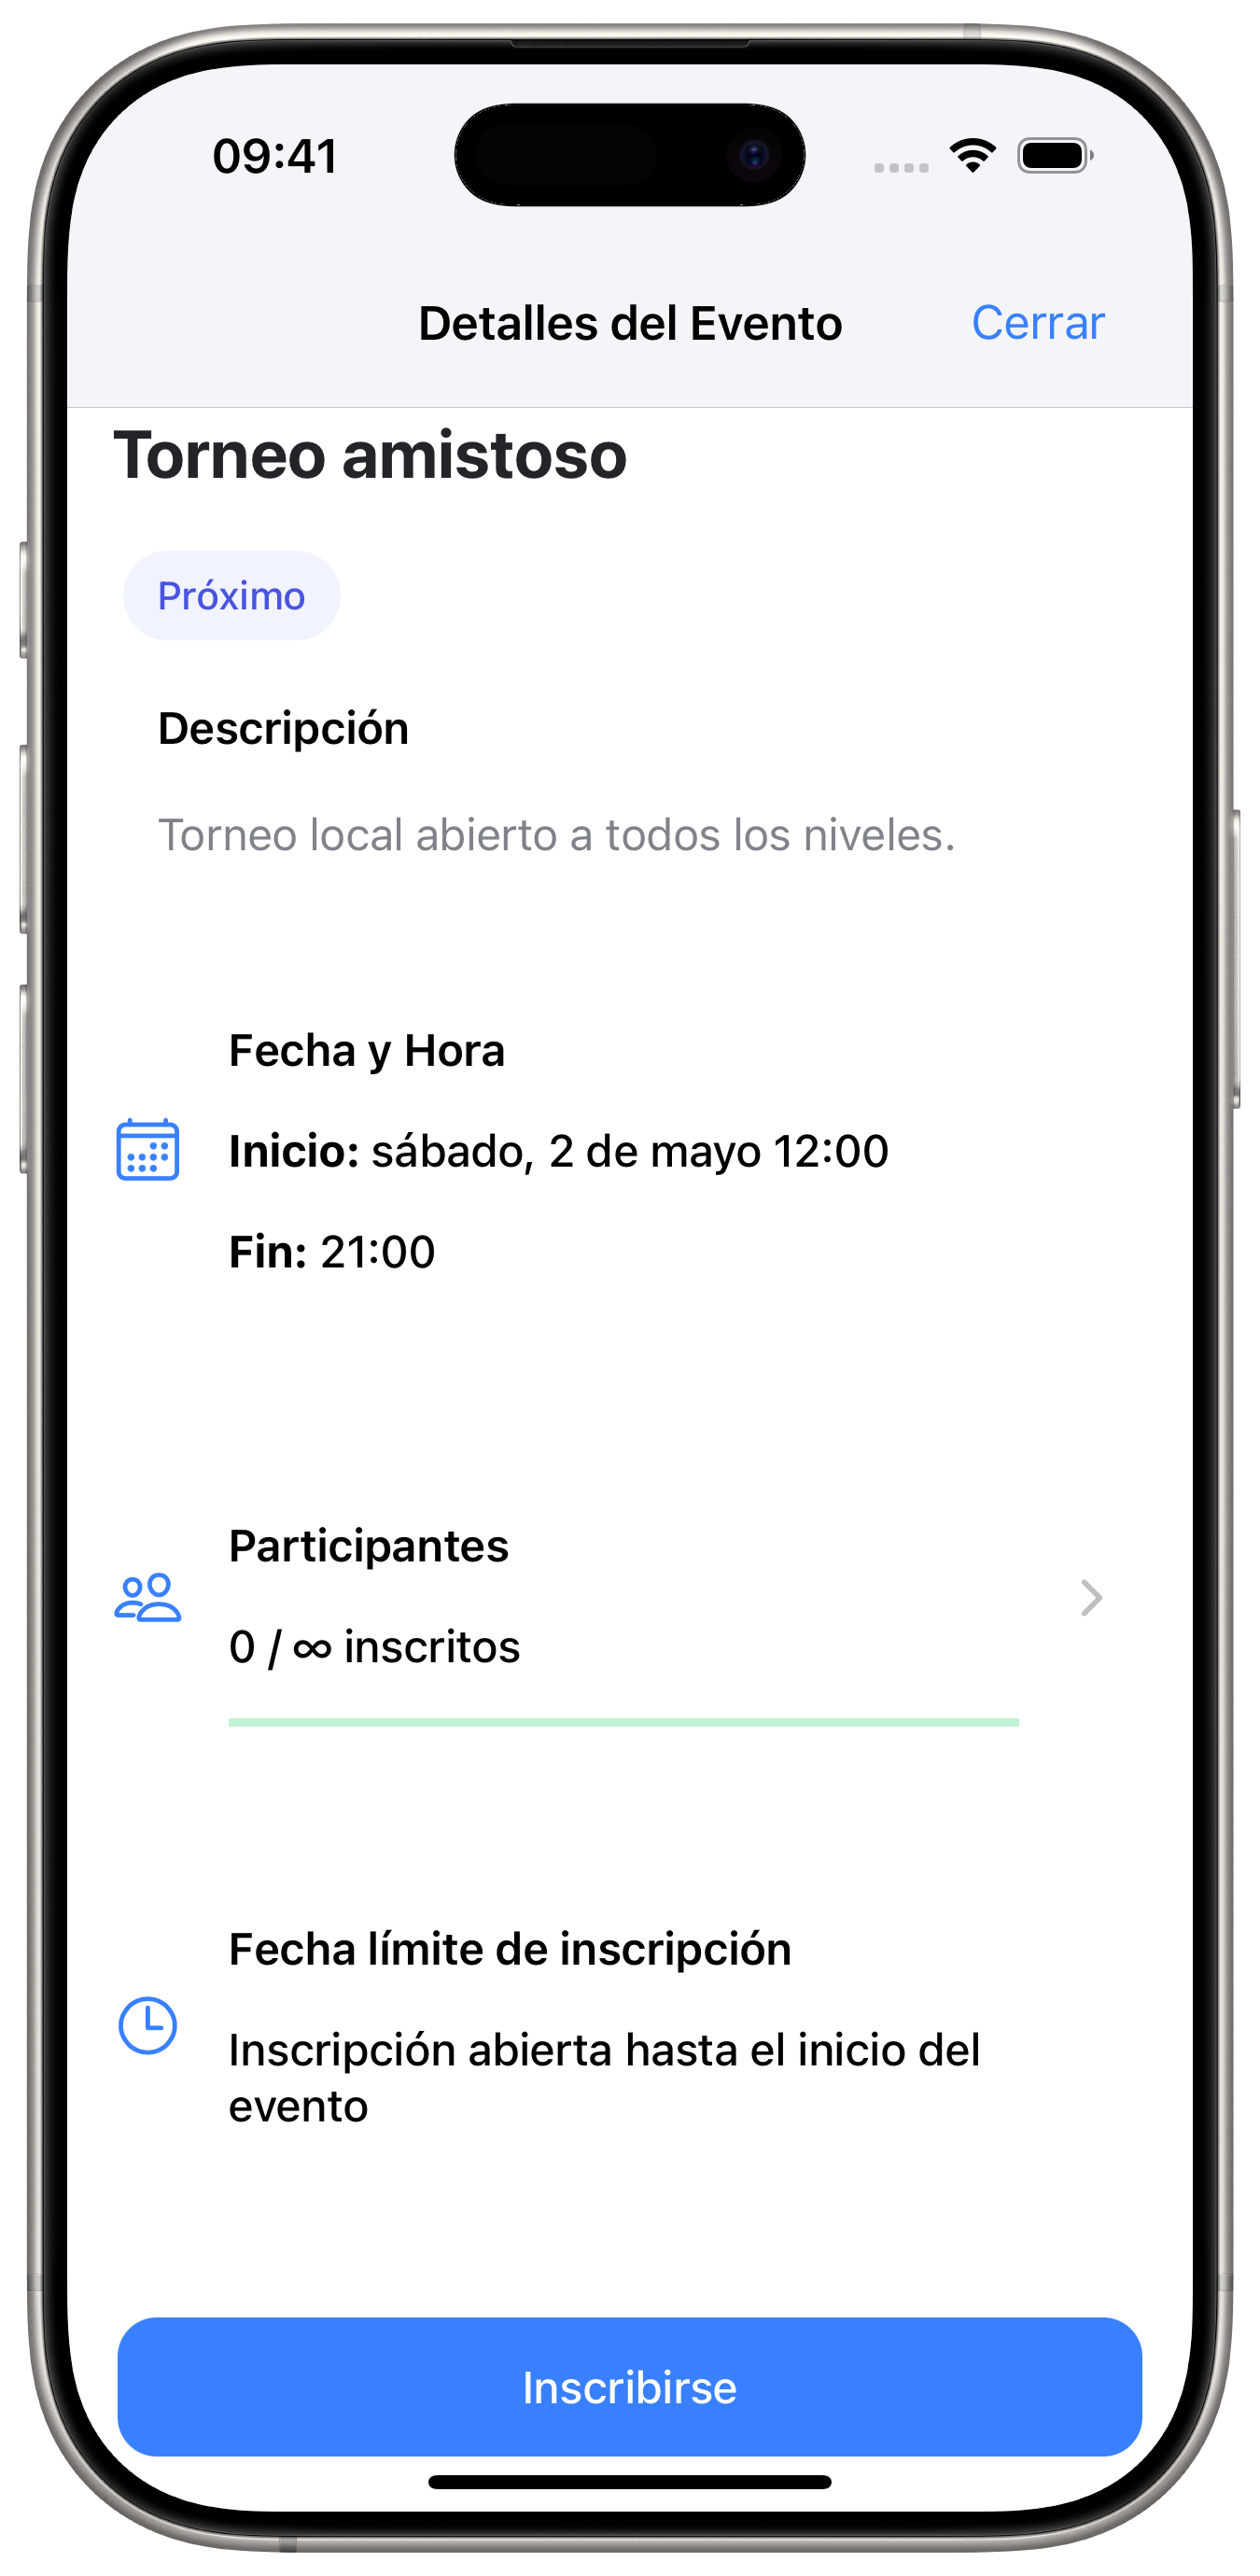 09:41
Detalles del Evento
Cerrar
Torneo amistoso
Próximo
Descripción
Torneo local abierto a todos los niveles.
Fecha y Hora
Inicio: sábado, 2 de mayo 12:00
Fin: 21:00
Participantes
0 / ∞ inscritos
Fecha límite de inscripción
Inscripción abierta hasta el inicio del
evento
Inscribirse